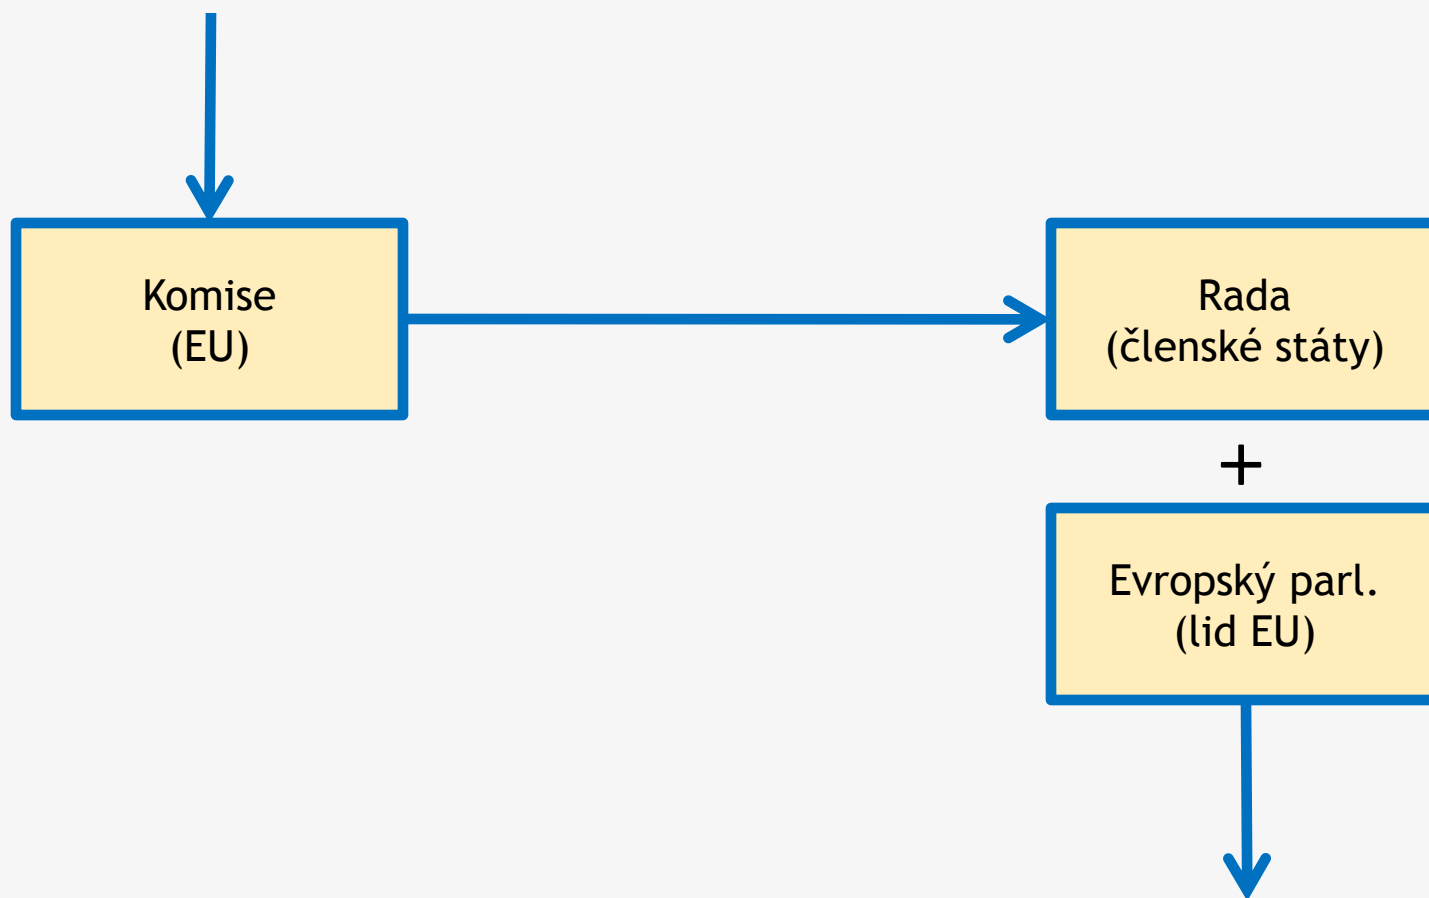 Komise
(EU)
Rada
(členské státy)
+
Evropský parl.
(lid EU)